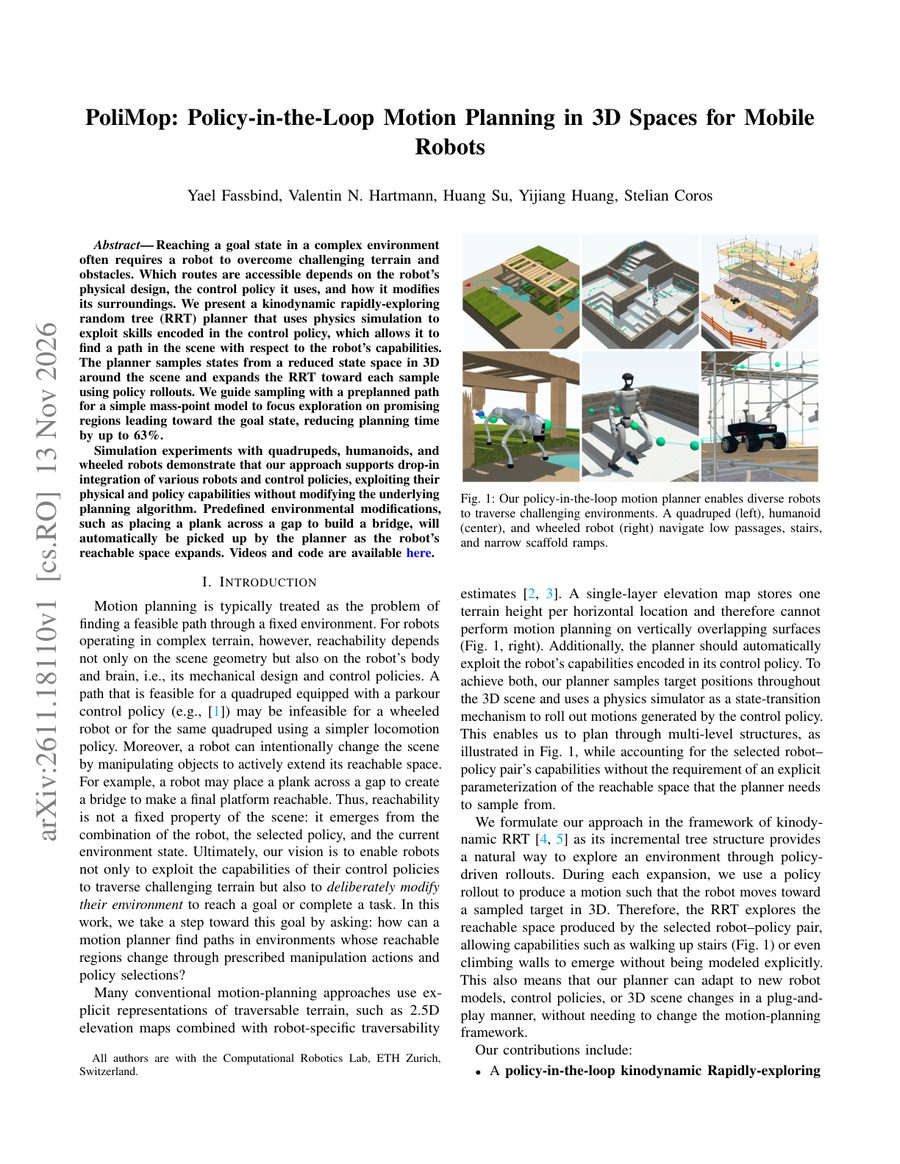 PoliMop: Policy-in-the-Loop Motion Planning in 3D Spaces for Mobile
Robots
Yael Fassbind, Valentin N. Hartmann, Huang Su, Yijiang Huang, Stelian Coros
arXiv:2611.18110v1 [cs.RO] 13 Nov 2026
Abstract—Reaching a goal state in a complex environment
often requires a robot to overcome challenging terrain and
obstacles. Which routes are accessible depends on the robot's
physical design, the control policy it uses, and how it modifies
its surroundings. We present a kinodynamic rapidly-exploring
random tree (RRT) planner that uses physics simulation to
exploit skills encoded in the control policy, which allows it to
find a path in the scene with respect to the robot's capabilities.
The planner samples states from a reduced state space in 3D
around the scene and expands the RRT toward each sample
using policy rollouts. We guide sampling with a preplanned path
for a simple mass-point model to focus exploration on promising
regions leading toward the goal state, reducing planning time
by up to 63%.
Simulation experiments with quadrupeds, humanoids, and
wheeled robots demonstrate that our approach supports drop-in
integration of various robots and control policies, exploiting their
physical and policy capabilities without modifying the underlying
planning algorithm. Predefined environmental modifications,
such as placing a plank across a gap to build a bridge, will
automatically be picked up by the planner as the robot's
reachable space expands. Videos and code are available here.
I. INTRODUCTION
Motion planning is typically treated as the problem of
finding a feasible path through a fixed environment. For robots
operating in complex terrain, however, reachability depends
not only on the scene geometry but also on the robot's body
and brain, i.e., its mechanical design and control policies. A
path that is feasible for a quadruped equipped with a parkour
control policy (e.g., [1]) may be infeasible for a wheeled
robot or for the same quadruped using a simpler locomotion
policy. Moreover, a robot can intentionally change the scene
by manipulating objects to actively extend its reachable space.
For example, a robot may place a plank across a gap to create
a bridge to make a final platform reachable. Thus, reachability
is not a fixed property of the scene: it emerges from the
combination of the robot, the selected policy, and the current
environment state. Ultimately, our vision is to enable robots
not only to exploit the capabilities of their control policies
to traverse challenging terrain but also to deliberately modify
their environment to reach a goal or complete a task. In this
work, we take a step toward this goal by asking: how can a
motion planner find paths in environments whose reachable
regions change through prescribed manipulation actions and
policy selections?
Many conventional motion-planning approaches use ex-
plicit representations of traversable terrain, such as 2.5D
elevation maps combined with robot-specific traversability
All authors are with the Computational Robotics Lab, ETH Zurich,
Switzerland.
Fig. 1: Our policy-in-the-loop motion planner enables diverse robots
to traverse challenging environments. A quadruped (left), humanoid
(center), and wheeled robot (right) navigate low passages, stairs,
and narrow scaffold ramps.
estimates [2, 3]. A single-layer elevation map stores one
terrain height per horizontal location and therefore cannot
perform motion planning on vertically overlapping surfaces
(Fig. 1, right). Additionally, the planner should automatically
exploit the robot's capabilities encoded in its control policy. To
achieve both, our planner samples target positions throughout
the 3D scene and uses a physics simulator as a state-transition
mechanism to roll out motions generated by the control policy.
This enables us to plan through multi-level structures, as
illustrated in Fig. 1, while accounting for the selected robot–
policy pair's capabilities without the requirement of an explicit
parameterization of the reachable space that the planner needs
to sample from.
We formulate our approach in the framework of kinody-
namic RRT [4, 5] as its incremental tree structure provides
a natural way to explore an environment through policy-
driven rollouts. During each expansion, we use a policy
rollout to produce a motion such that the robot moves toward
a sampled target in 3D. Therefore, the RRT explores the
reachable space produced by the selected robot–policy pair,
allowing capabilities such as walking up stairs (Fig. 1) or even
climbing walls to emerge without being modeled explicitly.
This also means that our planner can adapt to new robot
models, control policies, or 3D scene changes in a plug-and-
play manner, without needing to change the motion-planning
framework.
Our contributions include:
• A policy-in-the-loop kinodynamic Rapidly-exploring